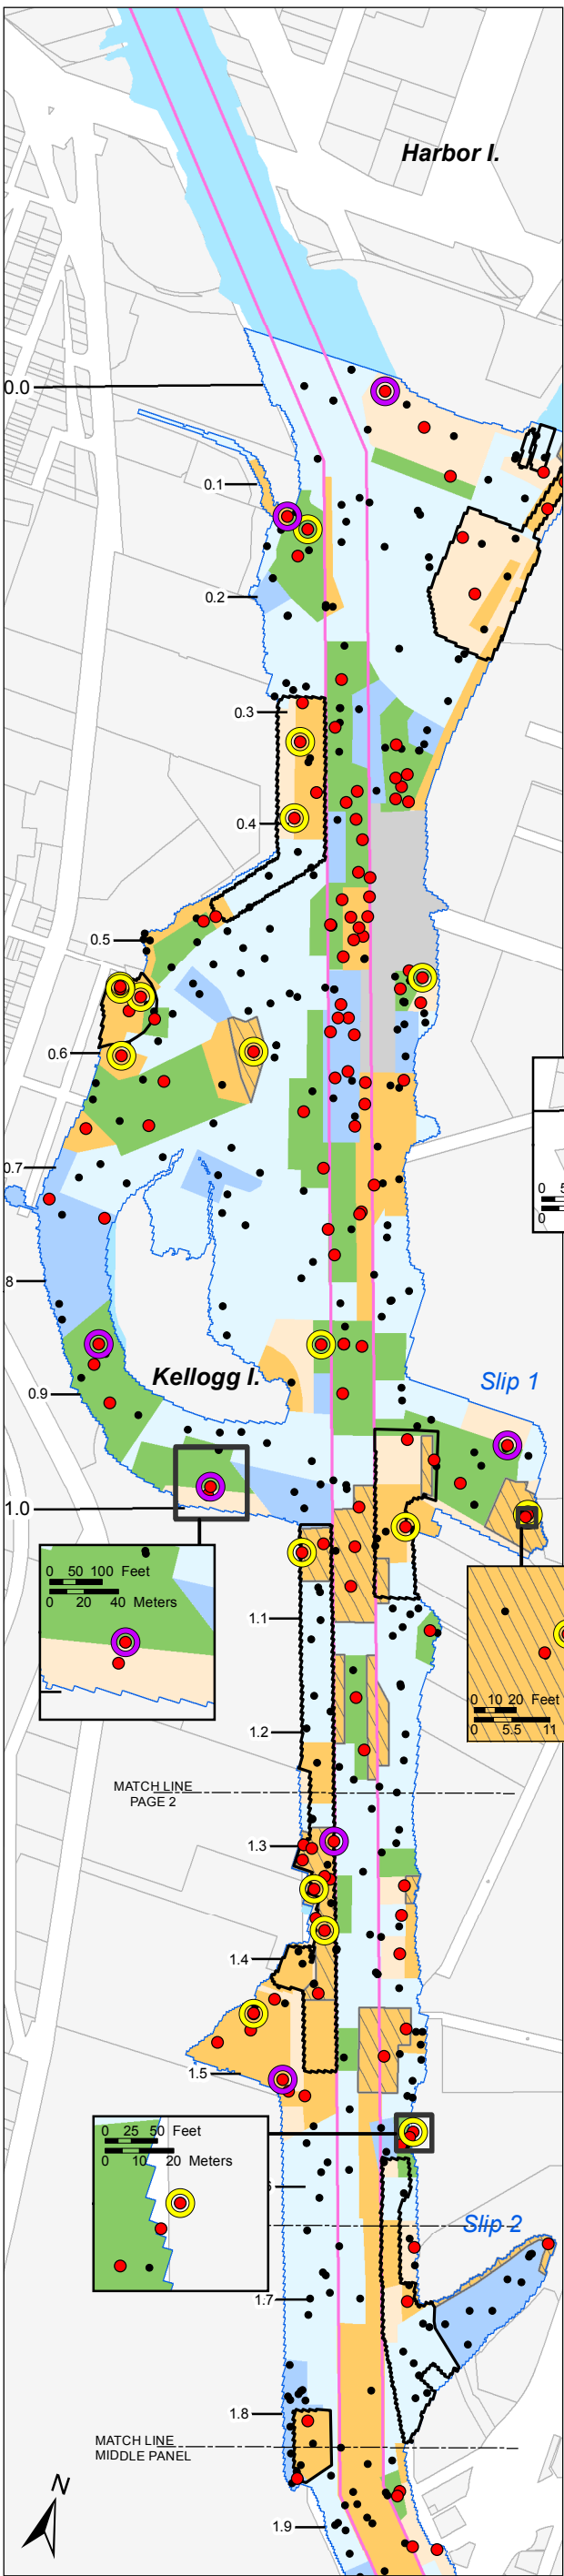 Harbor I.
0.0
0.1
0.2
0.3
0.4
0.5
0.6
0.7
8
Kellogg I.
Slip 1
0.9
1.0
0 50 100 Feet
0 20 40 Meters
1.1
0 10 20 Feet
0 5.5 11
1.2
MATCH LINE
PAGE 2
1.3
1.4
1.5
0 25 50 Feet
0 10 20 Meters
Slip 2
1.7
1.8
MATCH LINE
MIDDLE PANEL
N
1.9